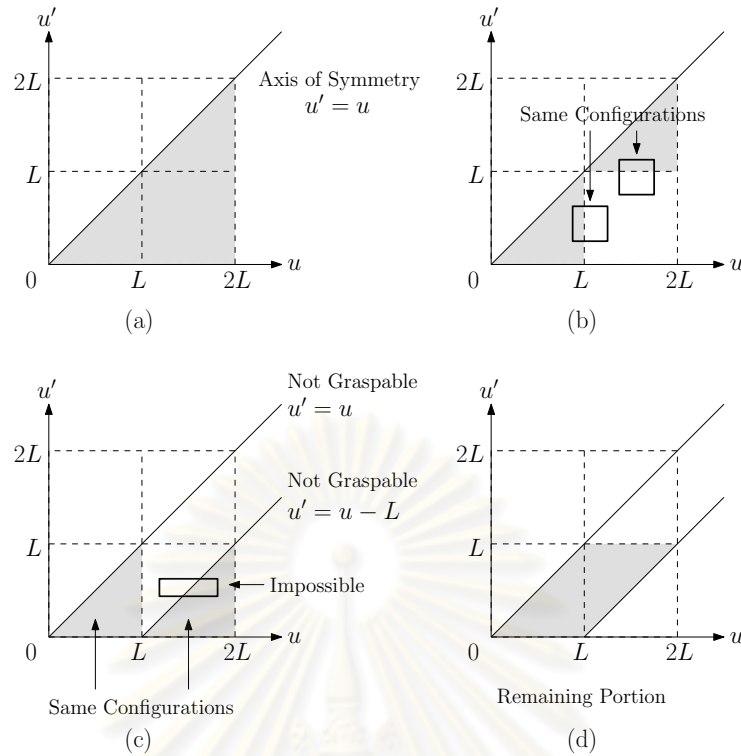 u′
2L
L
0
L
2L
u
Axis of Symmetry
u′ = u
(a)
u′
2L
L
0
L
2L
u
Same Configurations
(b)
u′
2L
L
0
L
2L
u
Not Graspable
u′ = u
Not Graspable
u′ = u − L
Impossible
Same Configurations
(c)
u′
2L
L
0
L
2L
u
Remaining Portion
(d)